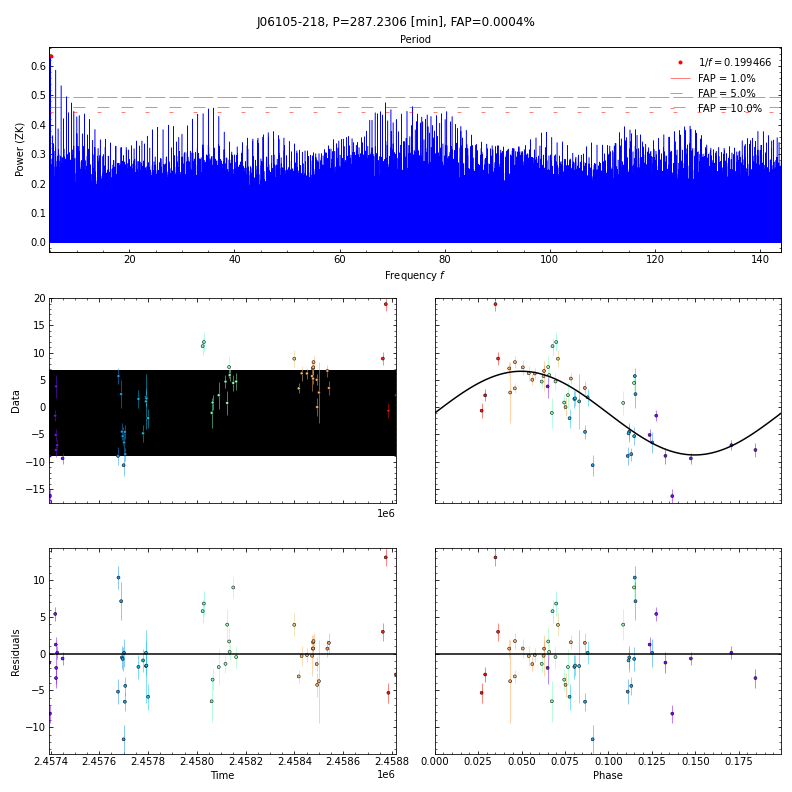 J06105-218, P=287.2306 [min], FAP=0.0004%
Period
1/f = 0.199466
FAP = 1.0%
FAP = 5.0%
FAP = 10.0%
Power (ZK)
0.6
0.5
0.4
0.3
0.2
0.1
0.0
20 40 60 80 100 120 140
Frequency f
Data
20
15
10
5
0
−5
−10
−15
1e6
Residuals
10
5
0
−5
−10
2.4574 2.4576 2.4578 2.4580 2.4582 2.4584 2.4586 2.4588
1e6
Time
0.000 0.025 0.050 0.075 0.100 0.125 0.150 0.175
Phase